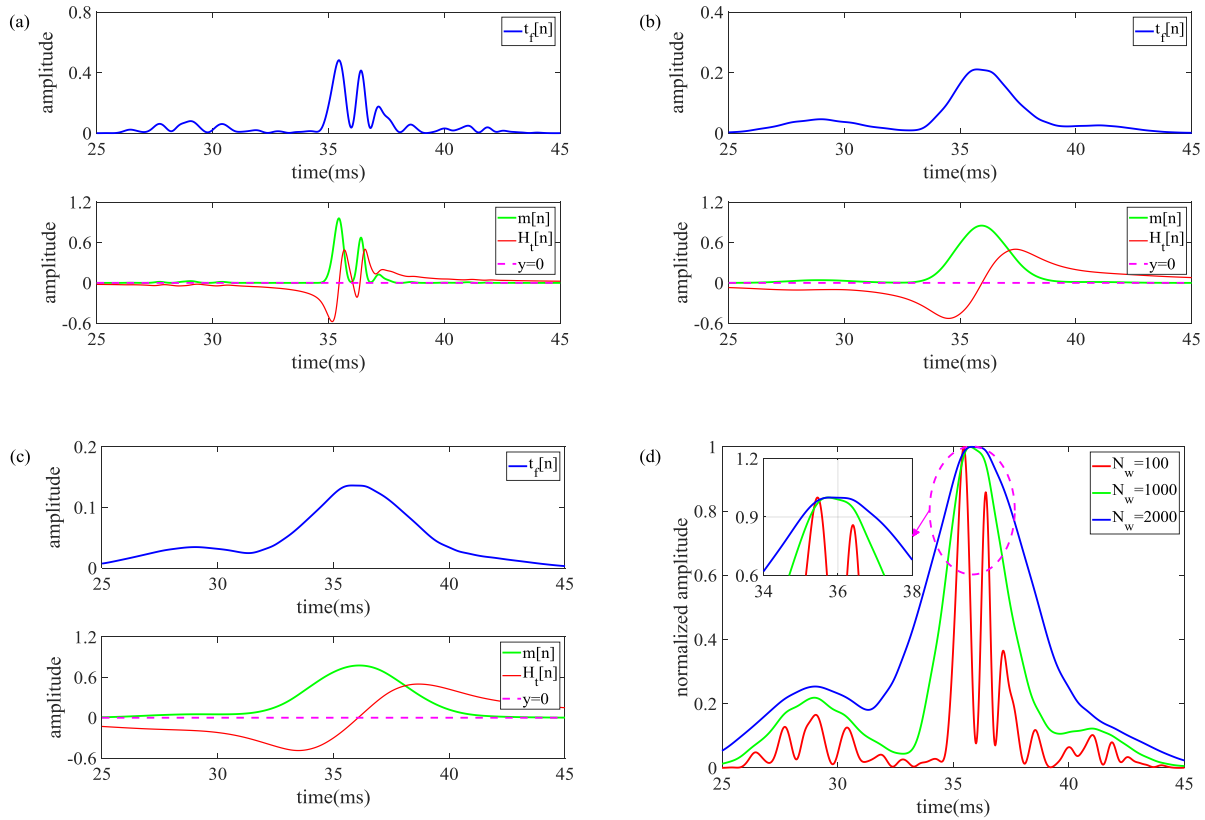 (a)
amplitude
0.8
0.4
0
t_f[n]
25 30 35 40 45
time(ms)
amplitude
1.2
0.6
0
-0.6
m[n]
H_t[n]
y=0
25 30 35 40 45
time(ms)
(b)
amplitude
0.4
0.2
0
t_f[n]
25 30 35 40 45
time(ms)
amplitude
1.2
0.6
0
-0.6
m[n]
H_t[n]
y=0
25 30 35 40 45
time(ms)
(c)
amplitude
0.2
0.1
0
t_f[n]
25 30 35 40 45
time(ms)
amplitude
1.2
0.6
0
-0.6
m[n]
H_t[n]
y=0
25 30 35 40 45
time(ms)
(d)
normalized amplitude
1
0.8
0.6
0.4
0.2
0
1.2
0.9
0.6
34 36 38
N_w=100
N_w=1000
N_w=2000
25 30 35 40 45
time(ms)